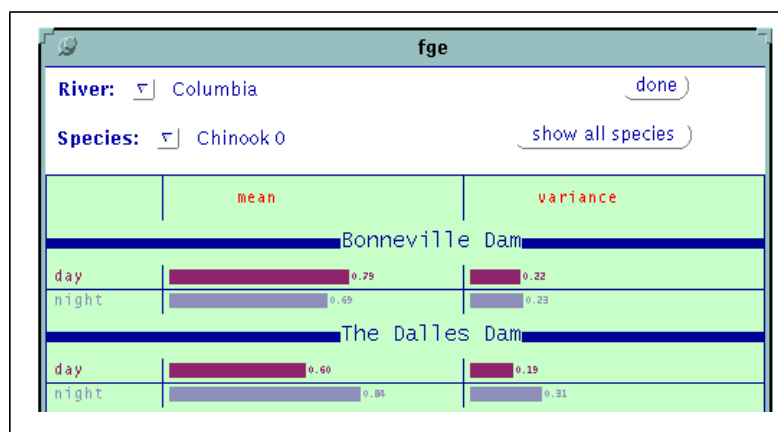 fge
River: Columbia done
Species: Chinook 0 show all species
mean variance
Bonneville Dam
day 0.79 0.22
night 0.69 0.23
The Dalles Dam
day 0.60 0.19
night 0.84 0.31